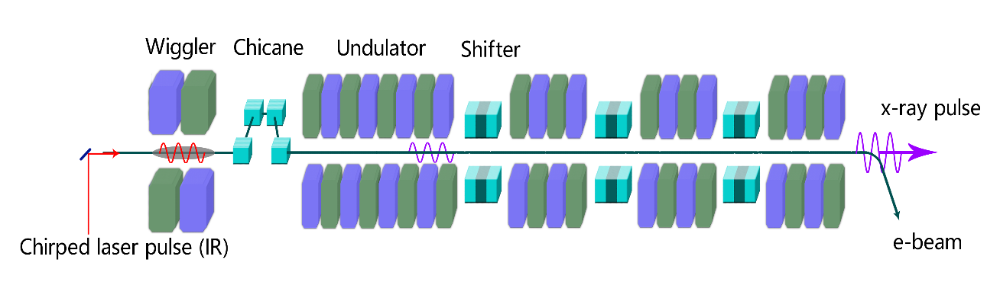 Wiggler
Chicane
Undulator
Shifter
x-ray pulse
Chirped laser pulse (IR)
e-beam